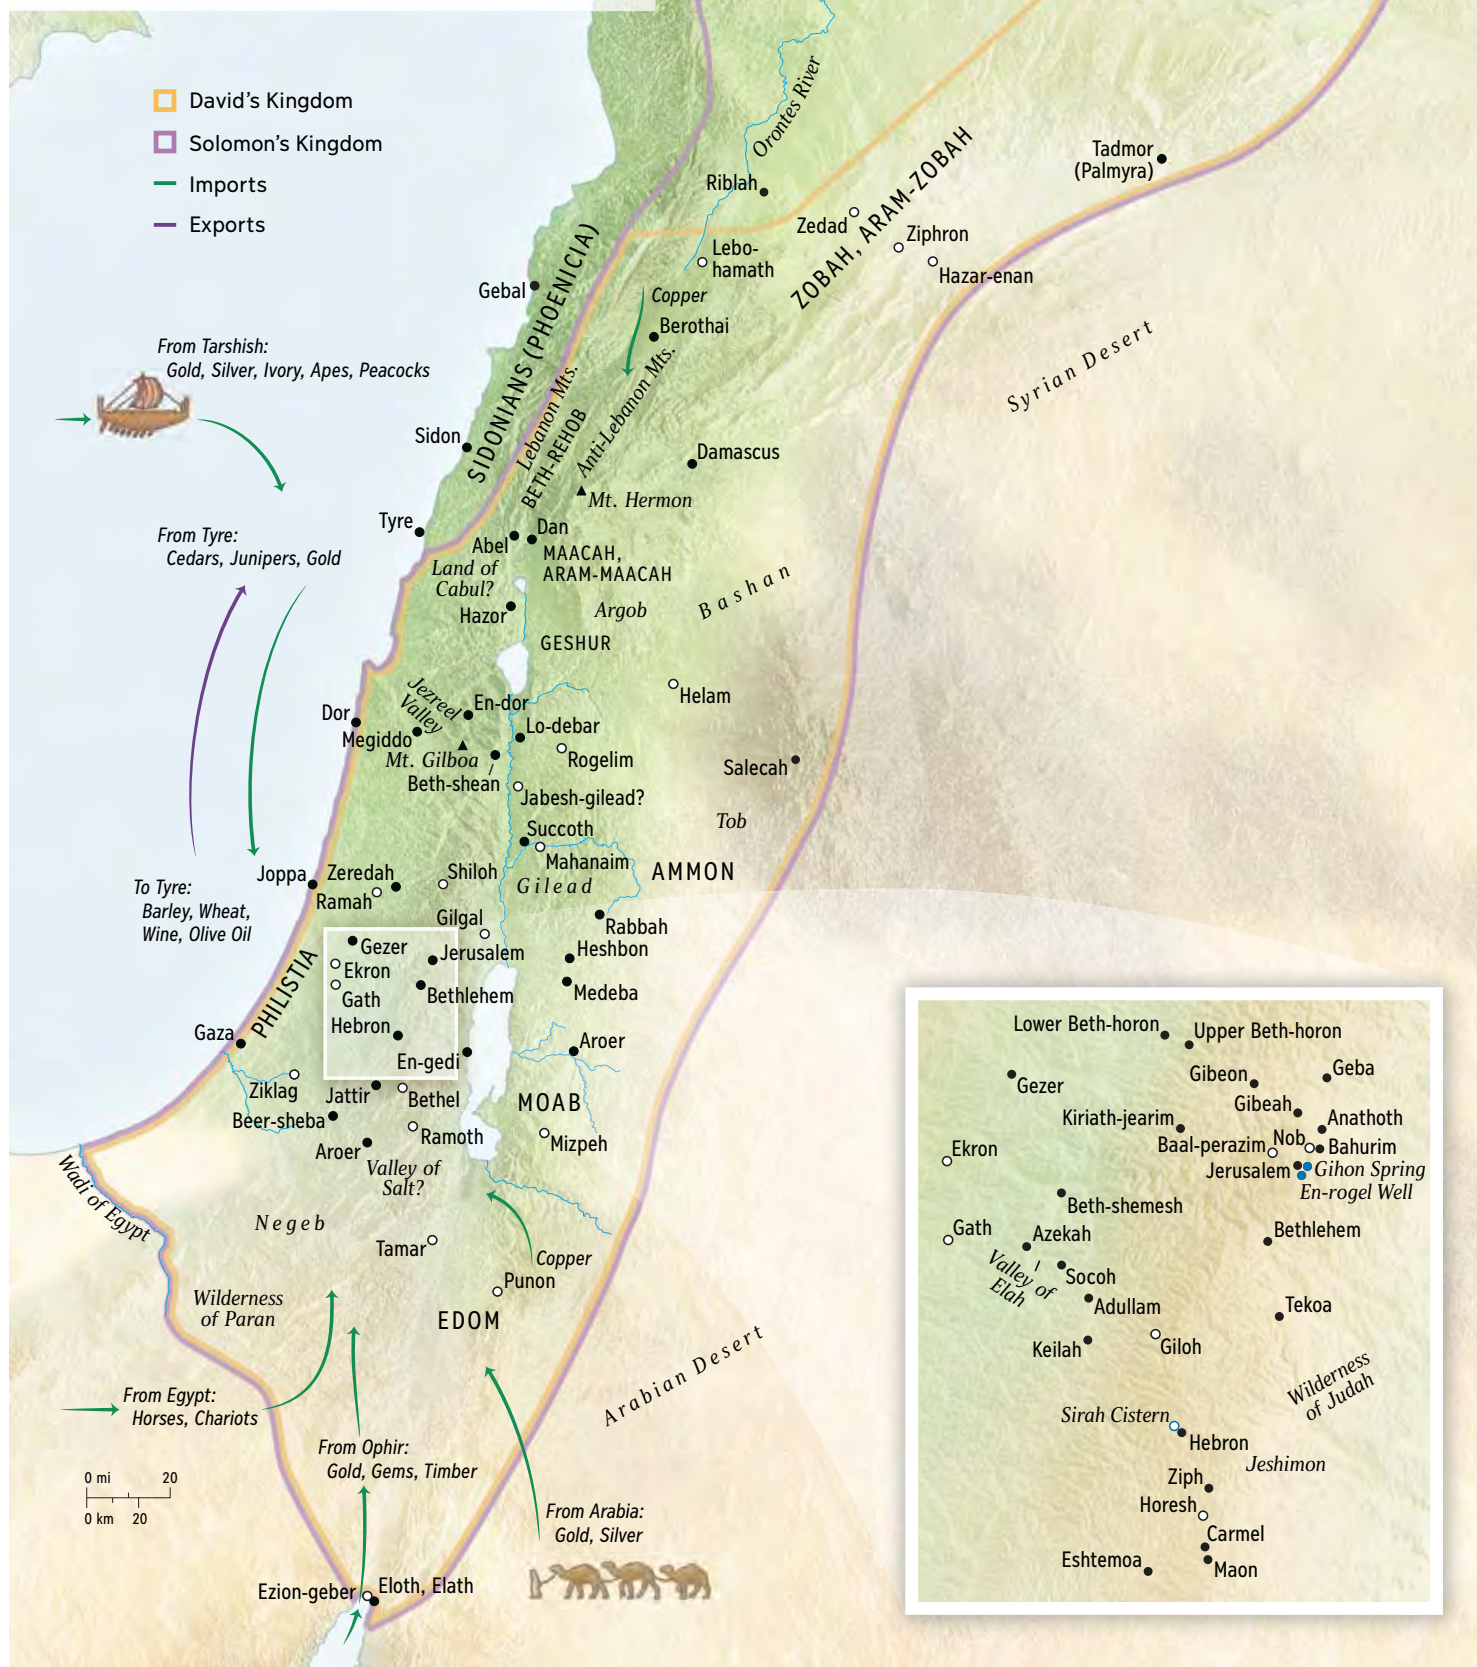 David's Kingdom
Solomon's Kingdom
Imports
Exports
Orontes River
Riblah
Tadmor
(Palmyra)
Zedad
ZOBAH, ARAM-ZOBAH
Ziphron
Lebo-
hamath
Hazar-enan
Gebal
SIDONIANS (PHOENICIA)
Copper
Berothai
Syrian Desert
From Tarshish:
Gold, Silver, Ivory, Apes, Peacocks
Lebanon Mts.
BETH-REHOB
Anti-Lebanon Mts.
Sidon
Damascus
Mt. Hermon
Tyre
From Tyre:
Cedars, Junipers, Gold
Abel
Dan
MAACAH,
ARAM-MAACAH
Land of
Cabul?
Hazor
Argob
Bashan
GESHUR
Helam
Jezreel
Valley
En-dor
Dor
Megiddo
Lo-debar
Mt. Gilboa
Rogelim
Beth-shean
Salecah
Jabesh-gilead?
Tob
Succoth
Mahanaim
AMMON
Joppa
Zeredah
Shiloh
Ramah
Gilead
To Tyre:
Barley, Wheat,
Wine, Olive Oil
Gilgal
Rabbah
Gezer
Jerusalem
Heshbon
Ekron
Gath
Bethlehem
Medeba
PHILISTIA
Hebron
Gaza
En-gedi
Aroer
Ziklag
Jattir
Bethel
MOAB
Beer-sheba
Ramoth
Mizpeh
Aroer
Valley of
Salt?
Wadi of Egypt
Negeb
Tamar
Copper
Punon
Wilderness
of Paran
EDOM
Arabian Desert
From Egypt:
Horses, Chariots
From Ophir:
Gold, Gems, Timber
0 mi 20
0 km 20
From Arabia:
Gold, Silver
Ezion-geber
Eloth, Elath
Lower Beth-horon
Upper Beth-horon
Gezer
Gibeon
Geba
Gibeah
Kiriath-jearim
Anathoth
Baal-perazim
Nob
Bahurim
Ekron
Jerusalem
Gihon Spring
En-rogel Well
Beth-shemesh
Gath
Azekah
Bethlehem
Valley of
Elah
Socoh
Adullam
Tekoa
Keilah
Giloh
Wilderness
of Judah
Sirah Cistern
Hebron
Jeshimon
Ziph
Horesh
Carmel
Eshtemoa
Maon